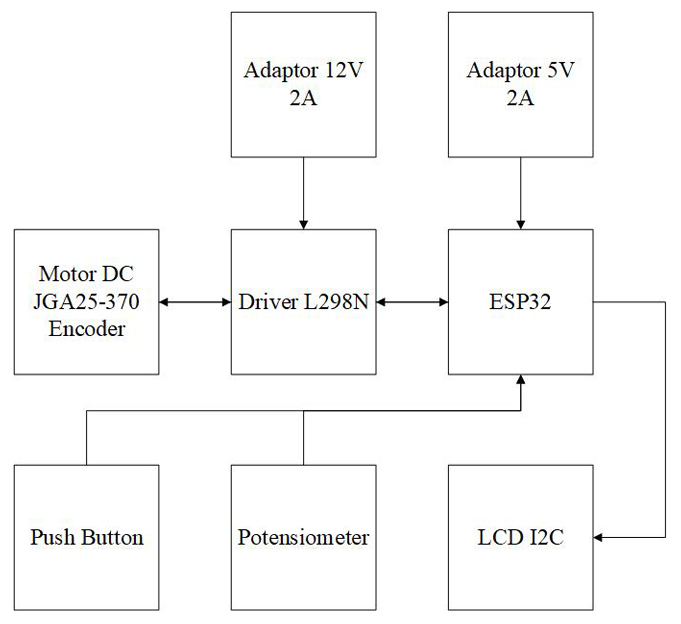 Adaptor 12V
2A
Adaptor 5V
2A
Motor DC
JGA25-370
Encoder
Driver L298N
ESP32
Push Button
Potensiometer
LCD I2C